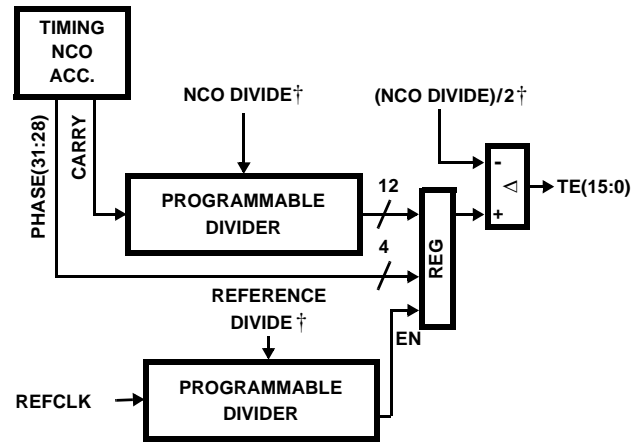 TIMING
NCO
ACC.
NCO DIVIDE†
(NCO DIVIDE)/2†
PHASE(31:28)
CARRY
-
12
PROGRAMMABLE
DIVIDER
+
TE(15:0)
REG
4
REFERENCE
DIVIDE†
EN
REFCLK
PROGRAMMABLE
DIVIDER